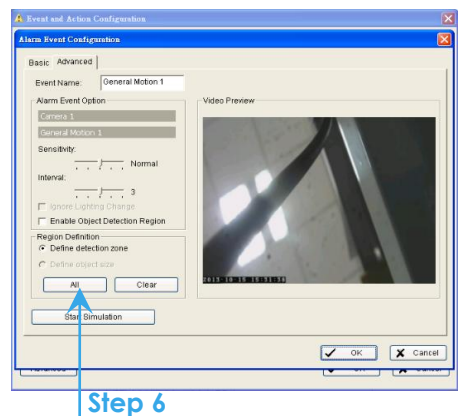 Event and Action Configuration
Alarm Event Configuration
Basic Advanced
Event Name: General Motion 1
Alarm Event Option
Camera 1
General Motion 1
Sensitivity:
Normal
Interval:
3
Ignore Lighting Change
Enable Object Detection Region
Region Definition
Define detection zone
Define object size
All Clear
Start Simulation
Video Preview
OK Cancel
Step 6